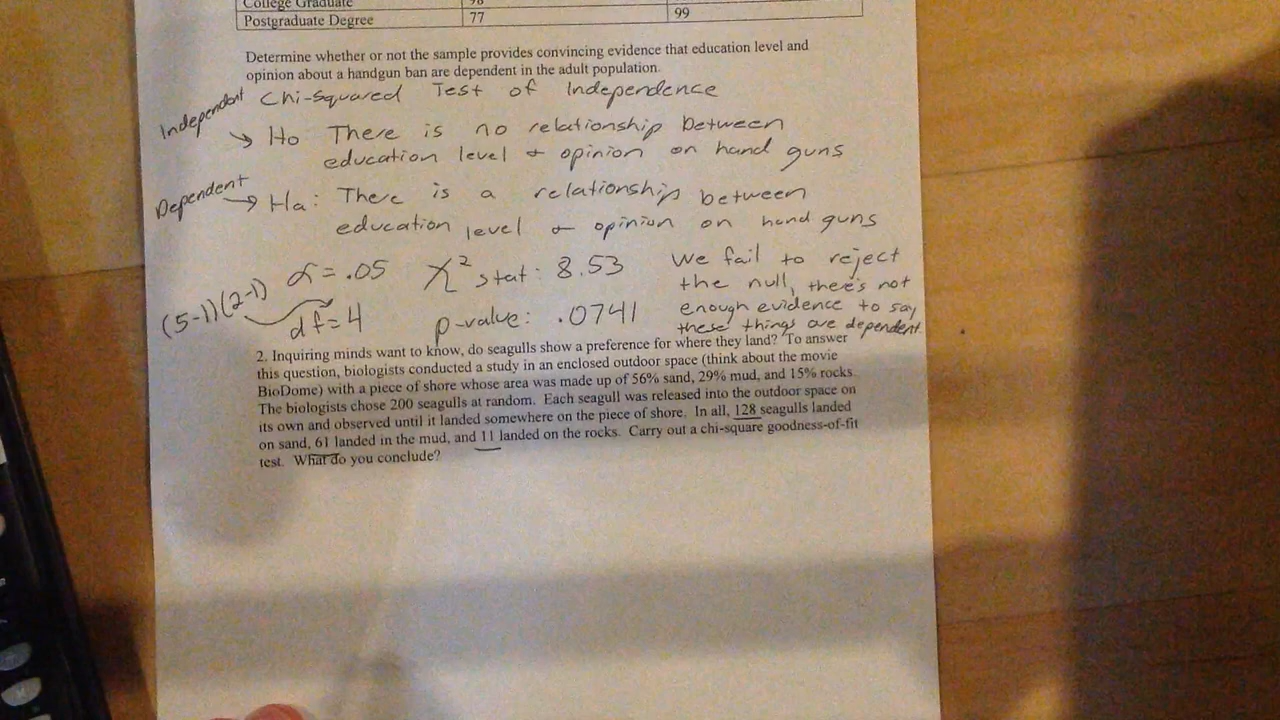 College Graduate 98
Postgraduate Degree 77 99
Determine whether or not the sample provides convincing evidence that education level and
opinion about a handgun ban are dependent in the adult population.
Independent Chi-Squared Test of Independence
→ Ho There is no relationship between
education level + opinion on hand guns
Dependent → Ha: There is a relationship between
education level + opinion on hand guns
(5-1)(2-1) α = .05 χ² stat: 8.53 We fail to reject
the null, there's not
df=4 p-value: .0741 enough evidence to say
these things are dependent.
2. Inquiring minds want to know, do seagulls show a preference for where they land? To answer
this question, biologists conducted a study in an enclosed outdoor space (think about the movie
BioDome) with a piece of shore whose area was made up of 56% sand, 29% mud, and 15% rocks.
The biologists chose 200 seagulls at random. Each seagull was released into the outdoor space on
its own and observed until it landed somewhere on the piece of shore. In all, 128 seagulls landed
on sand, 61 landed in the mud, and 11 landed on the rocks. Carry out a chi-square goodness-of-fit
test. What do you conclude?